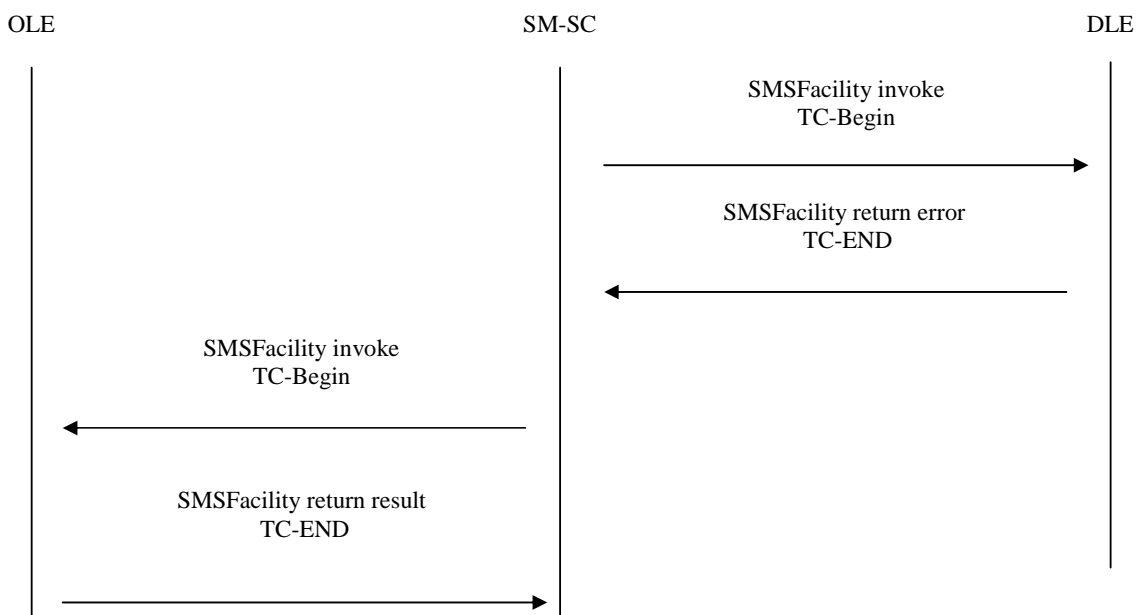 OLE
SM-SC
DLE
SMSFacility invoke
TC-Begin
SMSFacility return error
TC-END
SMSFacility invoke
TC-Begin
SMSFacility return result
TC-END